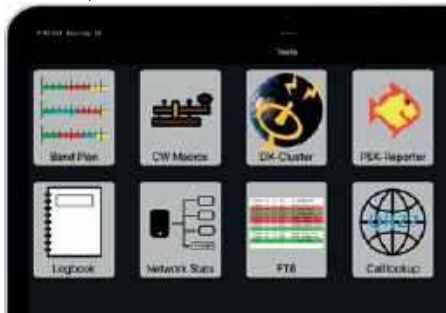 Tools
Band Plan
CW Macros
DX-Cluster
PSK-Reporter
Logbook
Network Stats
FT8
Call lookup